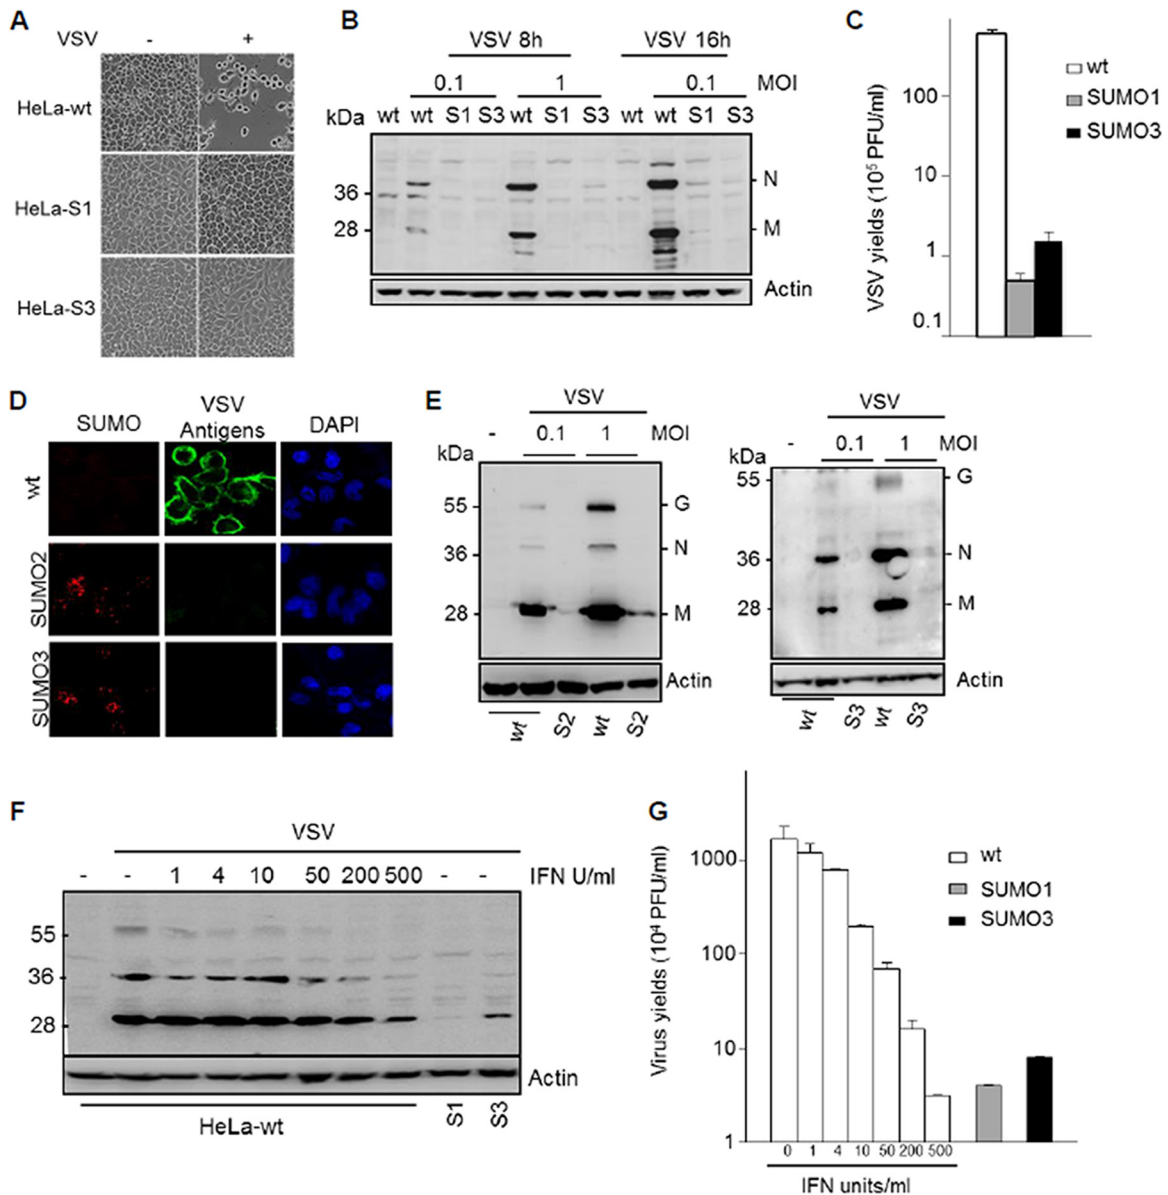 A
VSV - +
HeLa-wt
HeLa-S1
HeLa-S3
B
VSV 8h VSV 16h
0.1 1 0.1 MOI
kDa wt wt S1 S3 wt S1 S3 wt wt S1 S3
36 N
28 M
Actin
C
VSV yields (10⁵ PFU/ml)
100
10
1
0.1
wt
SUMO1
SUMO3
D
SUMO VSV Antigens DAPI
wt
SUMO2
SUMO3
E
VSV
- 0.1 1 MOI
kDa
55 G
36 N
28 M
Actin
wt S2 wt S2
VSV
- 0.1 1 MOI
kDa
55 G
36 N
28 M
Actin
wt S3 wt S3
F
VSV
- - 1 4 10 50 200 500 - - IFN U/ml
55
36
28
Actin
HeLa-wt S1 S3
G
Virus yields (10⁴ PFU/ml)
1000
100
10
1
wt
SUMO1
SUMO3
0 1 4 10 50 200 500
IFN units/ml